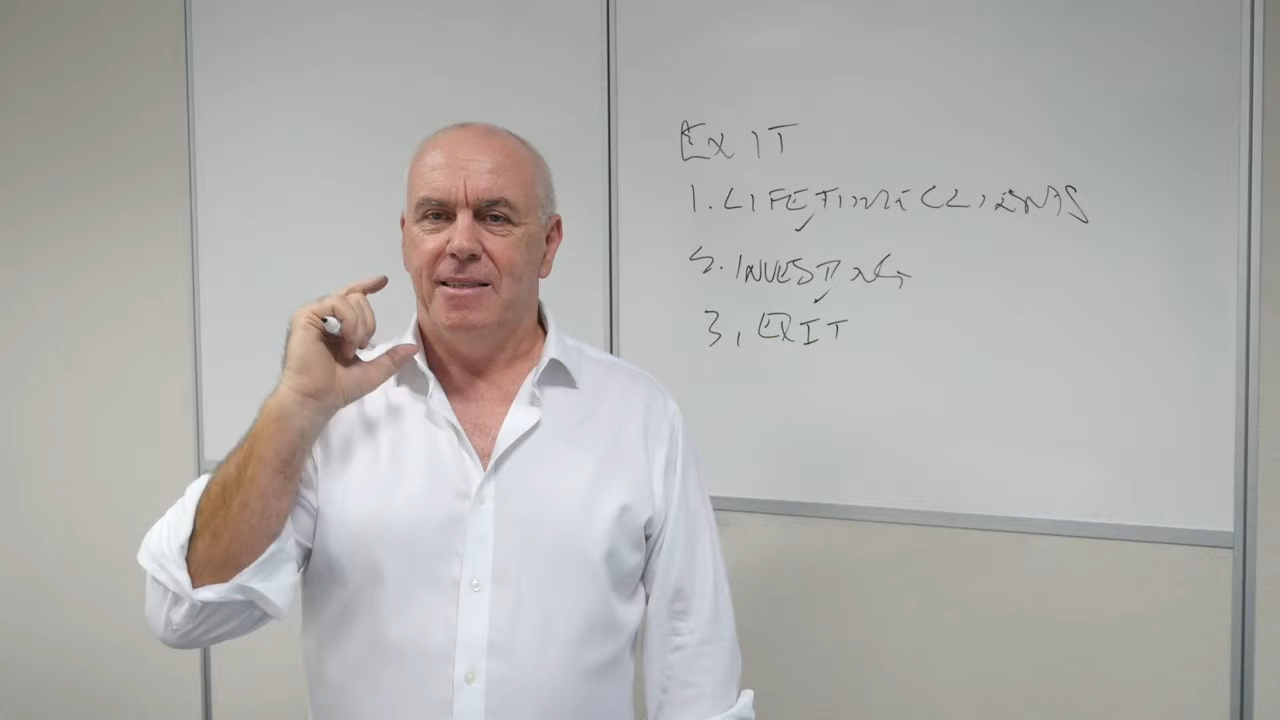 EXIT
1. LIFETIME CLIENTS
2. INVESTING
3. EXIT